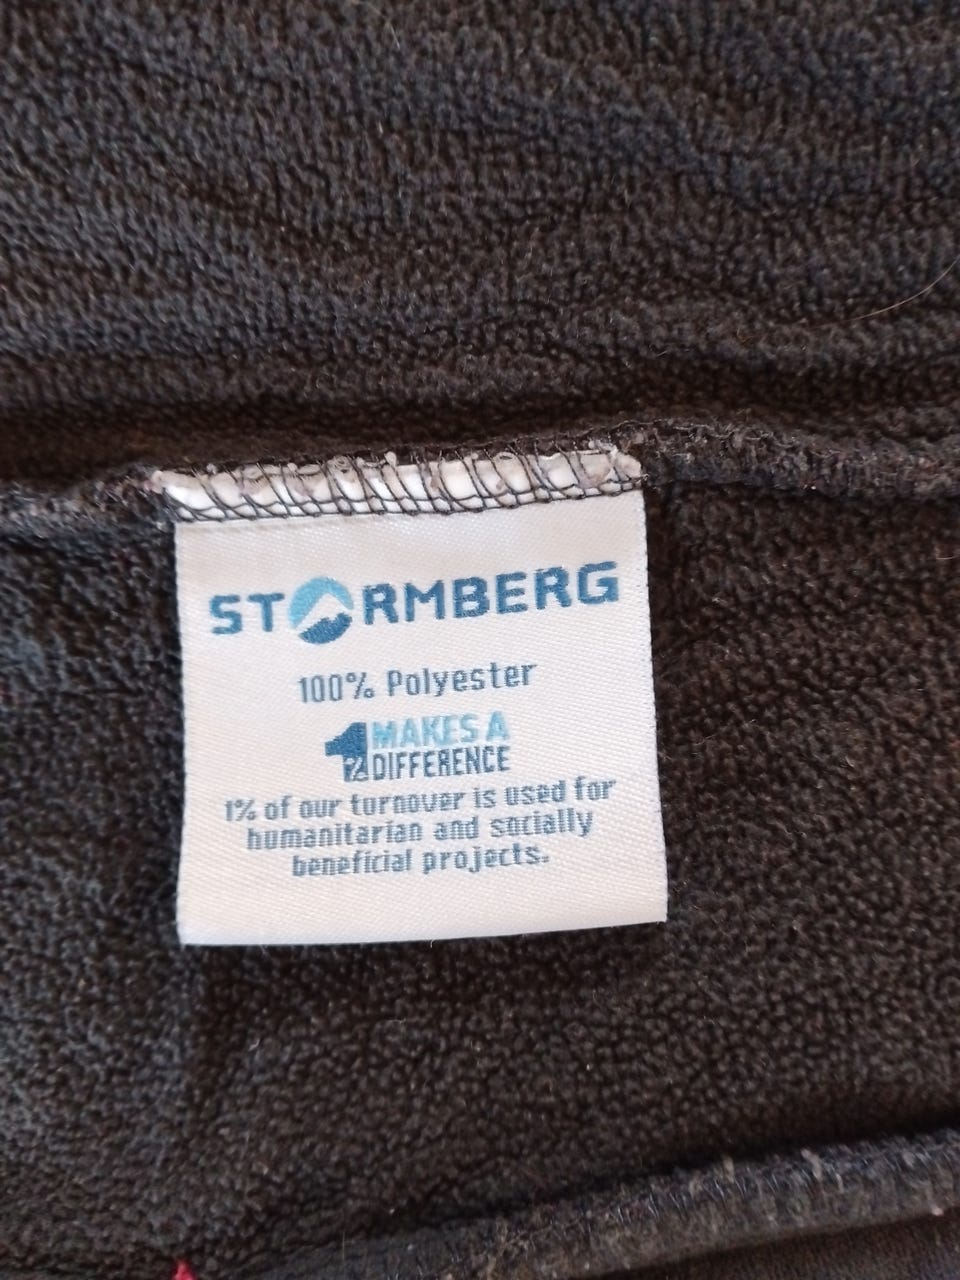 STORMBERG
100% Polyester
1% MAKES A
DIFFERENCE
1% of our turnover is used for
humanitarian and socially
beneficial projects.